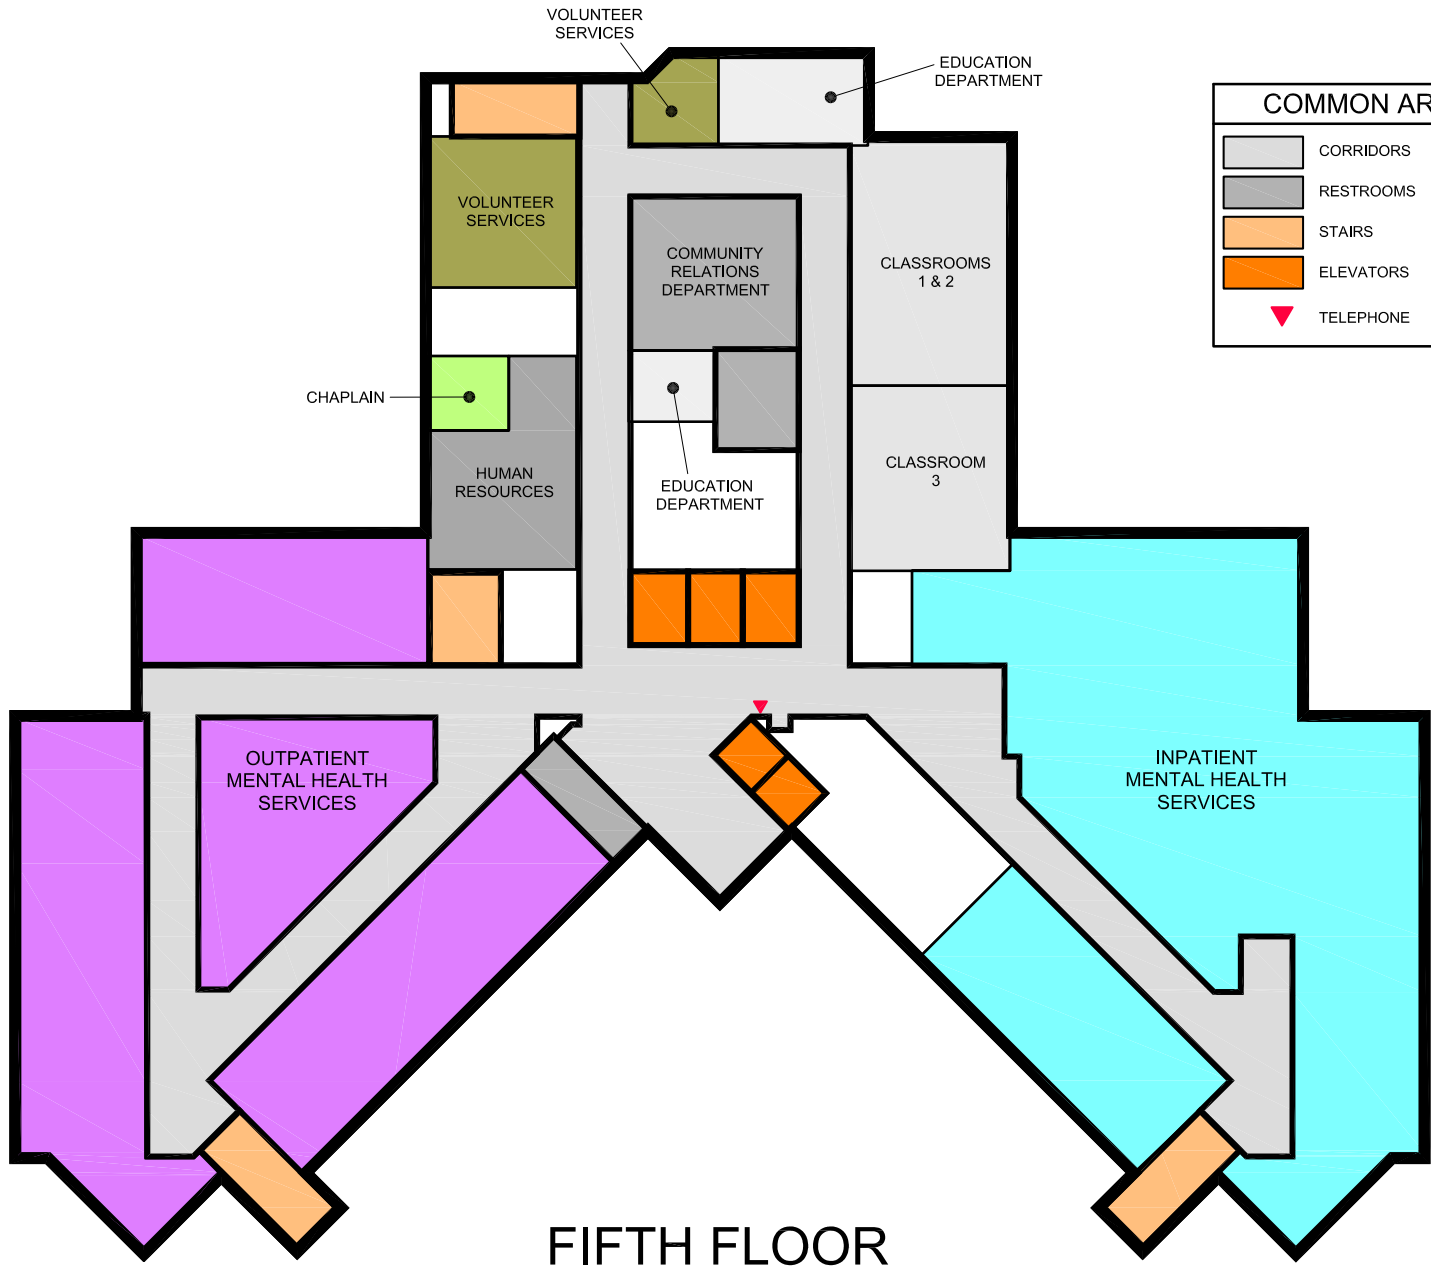 VOLUNTEER
SERVICES
EDUCATION
DEPARTMENT
COMMON AR
CORRIDORS
RESTROOMS
STAIRS
ELEVATORS
TELEPHONE
VOLUNTEER
SERVICES
COMMUNITY
RELATIONS
DEPARTMENT
CLASSROOMS
1 & 2
CHAPLAIN
HUMAN
RESOURCES
EDUCATION
DEPARTMENT
CLASSROOM
3
OUTPATIENT
MENTAL HEALTH
SERVICES
INPATIENT
MENTAL HEALTH
SERVICES
FIFTH FLOOR